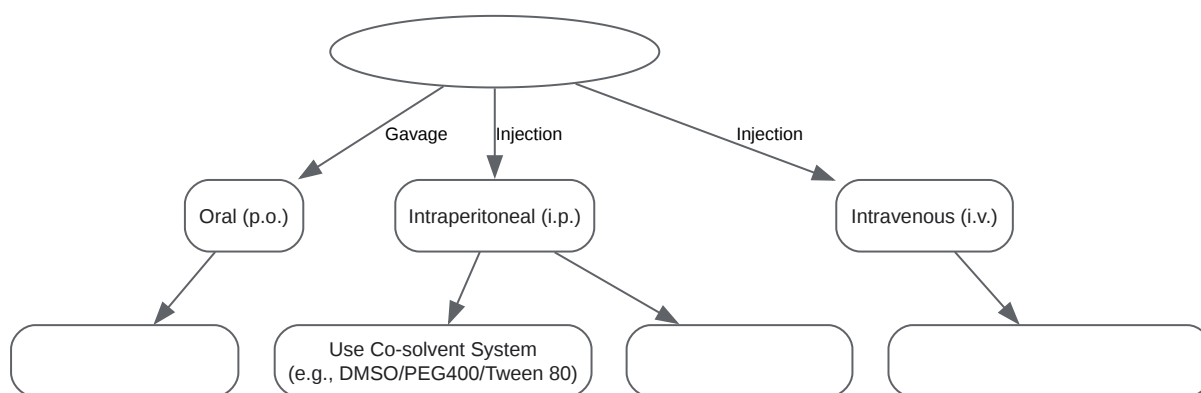 Gavage
Injection
Injection
Oral (p.o.)
Intraperitoneal (i.p.)
Intravenous (i.v.)
Use Co-solvent System
(e.g., DMSO/PEG400/Tween 80)